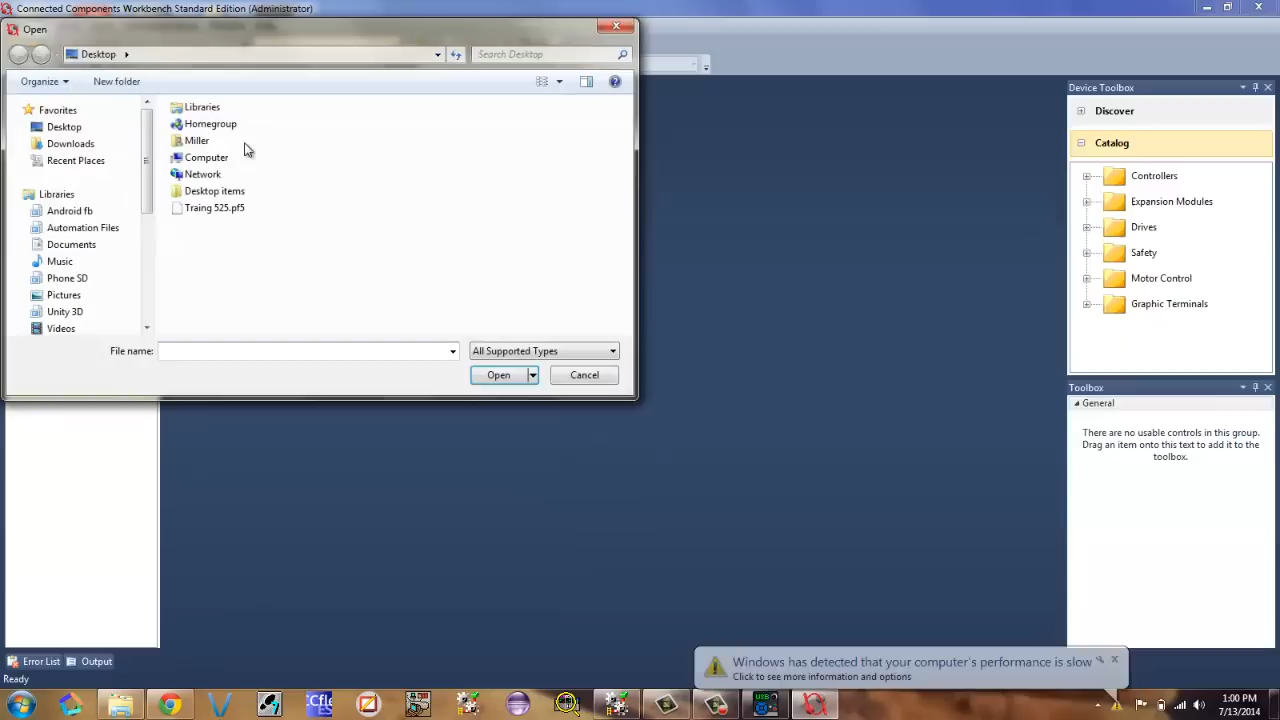 Connected Components Workbench Standard Edition (Administrator)
Open
Desktop
Search Desktop
Organize
New folder
Favorites
Desktop
Downloads
Recent Places
Libraries
Android fb
Automation Files
Documents
Music
Phone SD
Pictures
Unity 3D
Videos
Libraries
Homegroup
Miller
Computer
Network
Desktop items
Traing 525.pf5
File name:
All Supported Types
Open
Cancel
Device Toolbox
Discover
Catalog
Controllers
Expansion Modules
Drives
Safety
Motor Control
Graphic Terminals
Toolbox
General
There are no usable controls in this group.
Drag an item onto this text to add it to the
toolbox.
Error List
Output
Ready
Windows has detected that your computer's performance is slow
Click to see more information and options
USB
1:00 PM
7/13/2014